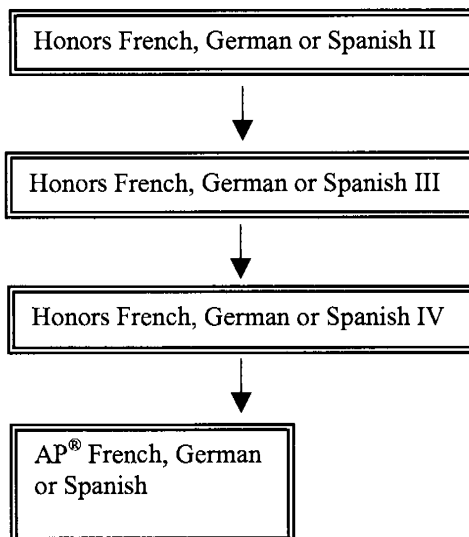 Honors French, German or Spanish II
Honors French, German or Spanish III
Honors French, German or Spanish IV
AP® French, German
or Spanish